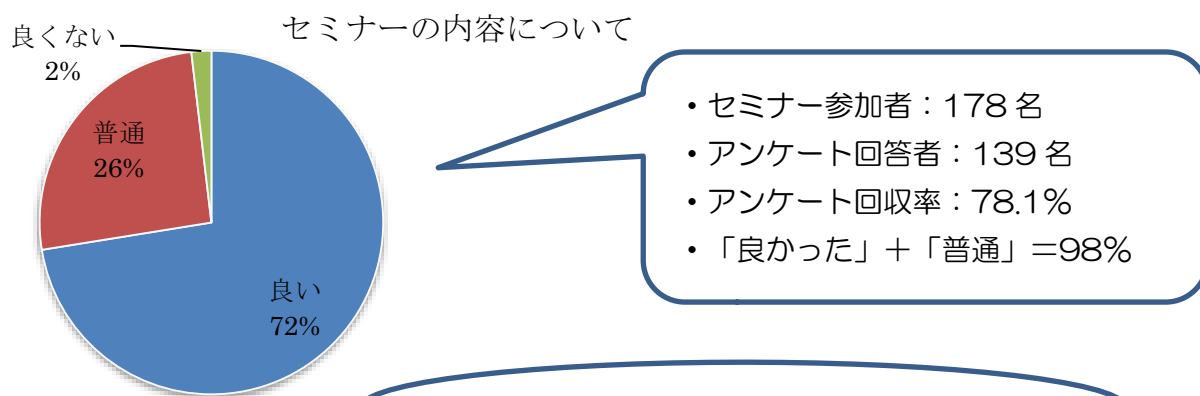 セミナーの内容について
良くない
2%
普通
26%
良い
72%
・セミナー参加者：178 名
・アンケート回答者：139 名
・アンケート回収率：78.1%
・「良かった」＋「普通」＝98%